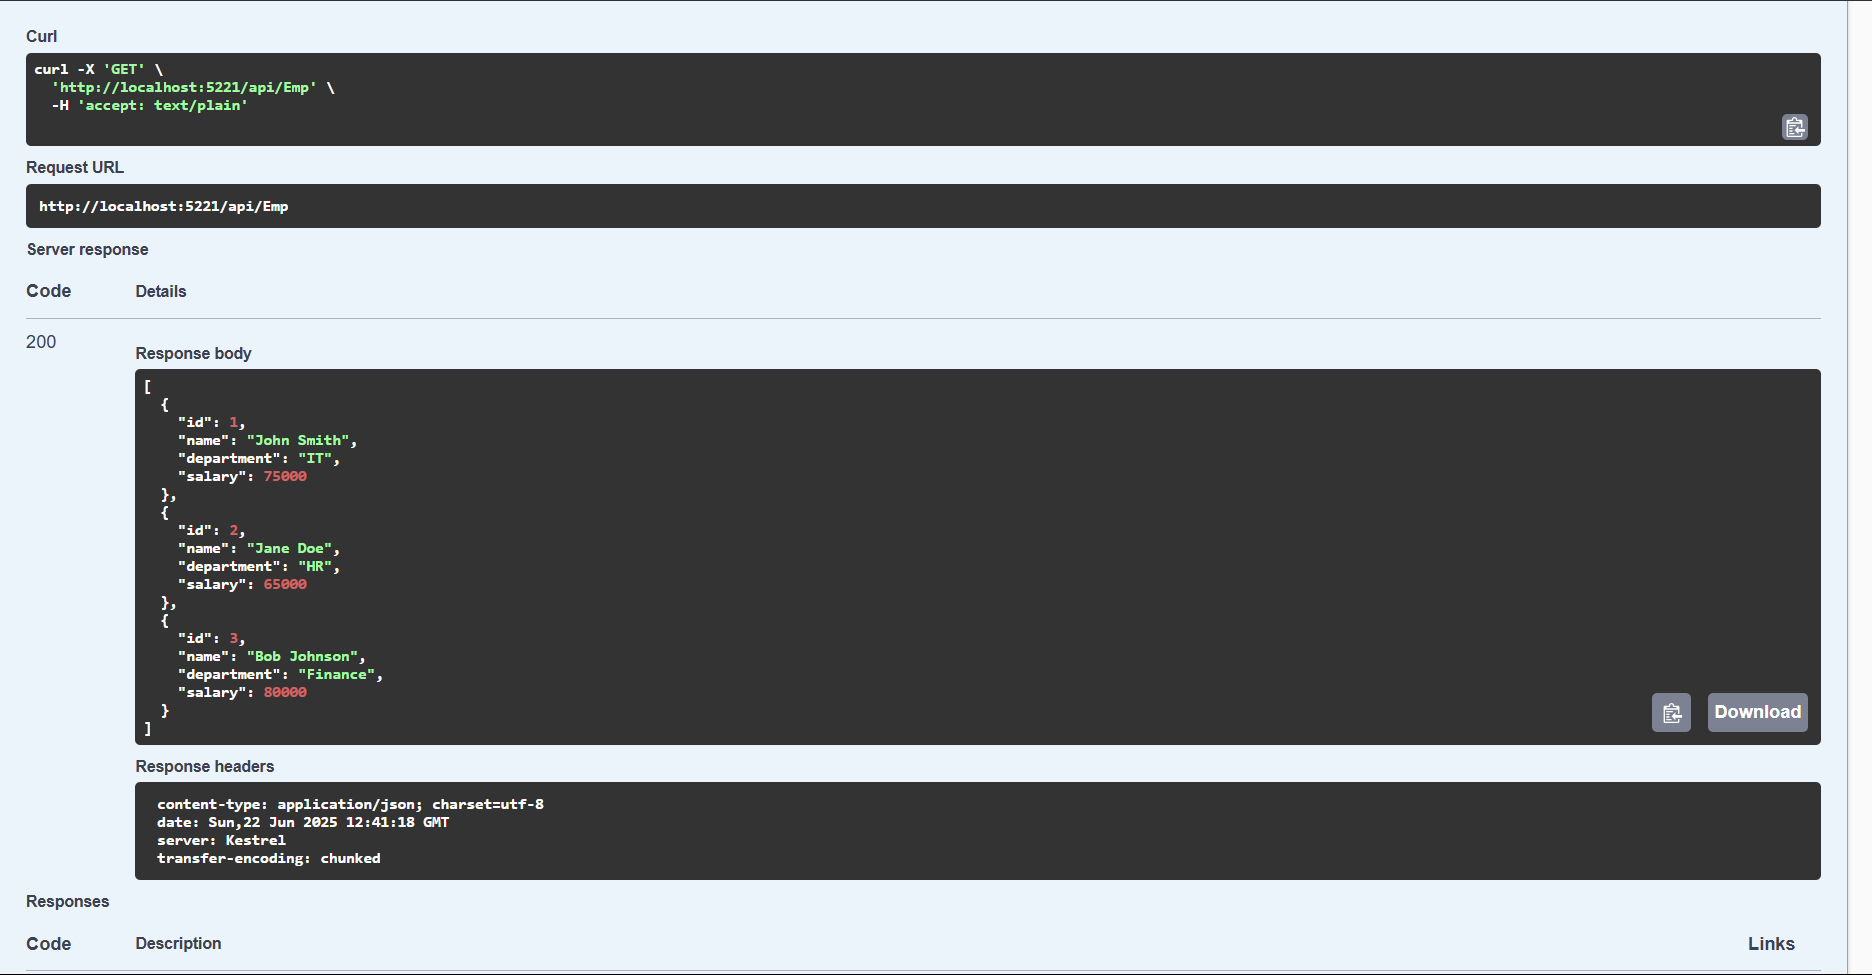 Curl
curl -X 'GET' \
  'http://localhost:5221/api/Emp' \
  -H 'accept: text/plain'
Request URL
http://localhost:5221/api/Emp
Server response
Code Details
200
Response body
[
  {
    "id": 1,
    "name": "John Smith",
    "department": "IT",
    "salary": 75000
  },
  {
    "id": 2,
    "name": "Jane Doe",
    "department": "HR",
    "salary": 65000
  },
  {
    "id": 3,
    "name": "Bob Johnson",
    "department": "Finance",
    "salary": 80000
  }
]
Download
Response headers
content-type: application/json; charset=utf-8
date: Sun,22 Jun 2025 12:41:18 GMT
server: Kestrel
transfer-encoding: chunked
Responses
Code Description Links